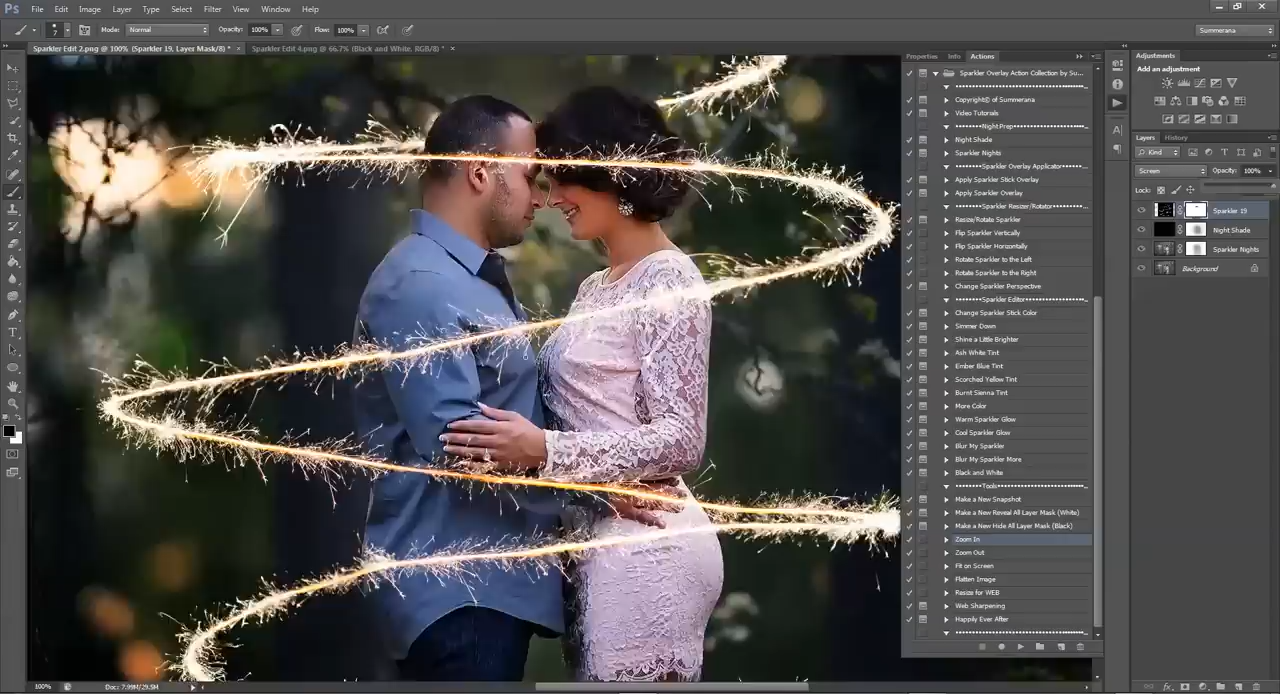 Ps File Edit Image Layer Type Select Filter View Window Help
7 Mode: Normal Opacity: 100% Flow: 100% Summerana
Sparkler Edit 2.png @ 100% (Sparkler 19, Layer Mask/8) * × Sparkler Edit 4.png @ 66.7% (Black and White, RGB/8) * ×
Properties Info Actions
Sparkler Overlay Action Collection by Su...
Copyright© of Summerana
Video Tutorials
Night Prep
Night Shade
Sparkler Nights
Sparkler Overlay Applicator
Apply Sparkler Stick Overlay
Apply Sparkler Overlay
Sparkler Resizer/Rotator
Resize/Rotate Sparkler
Flip Sparkler Vertically
Flip Sparkler Horizontally
Rotate Sparkler to the Left
Rotate Sparkler to the Right
Change Sparkler Perspective
Sparkler Editor
Change Sparkler Stick Color
Simmer Down
Shine a Little Brighter
Ash White Tint
Ember Blue Tint
Scorched Yellow Tint
Burnt Sienna Tint
More Color
Warm Sparkler Glow
Cool Sparkler Glow
Blur My Sparkler
Blur My Sparkler More
Black and White
Tools
Make a New Snapshot
Make a New Reveal All Layer Mask (White)
Make a New Hide All Layer Mask (Black)
Zoom In
Zoom Out
Fit on Screen
Flatten Image
Resize for WEB
Web Sharpening
Happily Ever After
Adjustments
Add an adjustment
Layers History
Kind
Screen Opacity: 100%
Lock:
Sparkler 19
Night Shade
Sparkler Nights
Background
100% Doc: 7.99M/29.5M